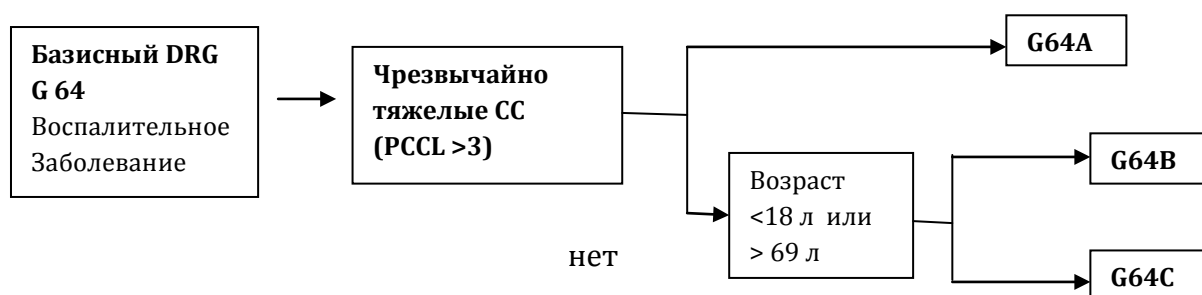 Базисный DRG
G 64
Воспалительное
Заболевание
Чрезвычайно
тяжелые СС
(PCCL >3)
G64A
Возраст
<18 л или
> 69 л
нет
G64B
G64C